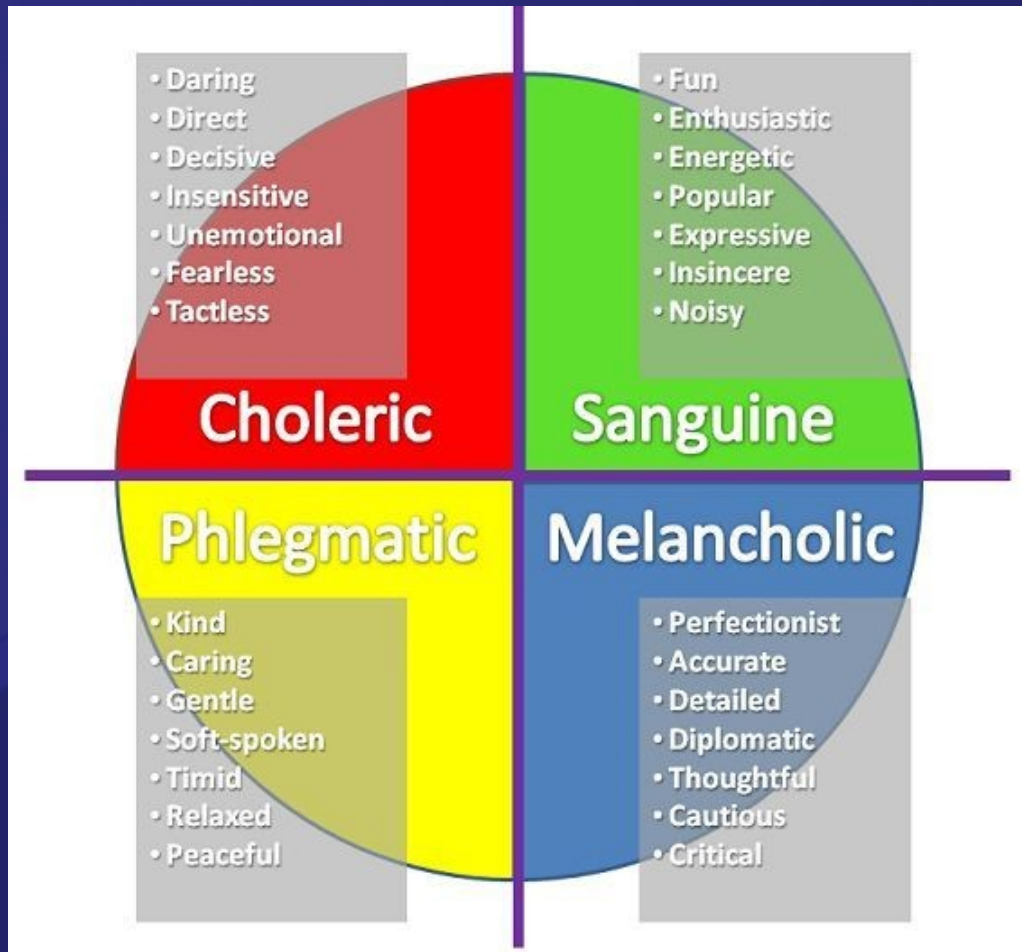 • Daring
• Direct
• Decisive
• Insensitive
• Unemotional
• Fearless
• Tactless
Choleric
• Fun
• Enthusiastic
• Energetic
• Popular
• Expressive
• Insincere
• Noisy
Sanguine
Phlegmatic
• Kind
• Caring
• Gentle
• Soft-spoken
• Timid
• Relaxed
• Peaceful
Melancholic
• Perfectionist
• Accurate
• Detailed
• Diplomatic
• Thoughtful
• Cautious
• Critical